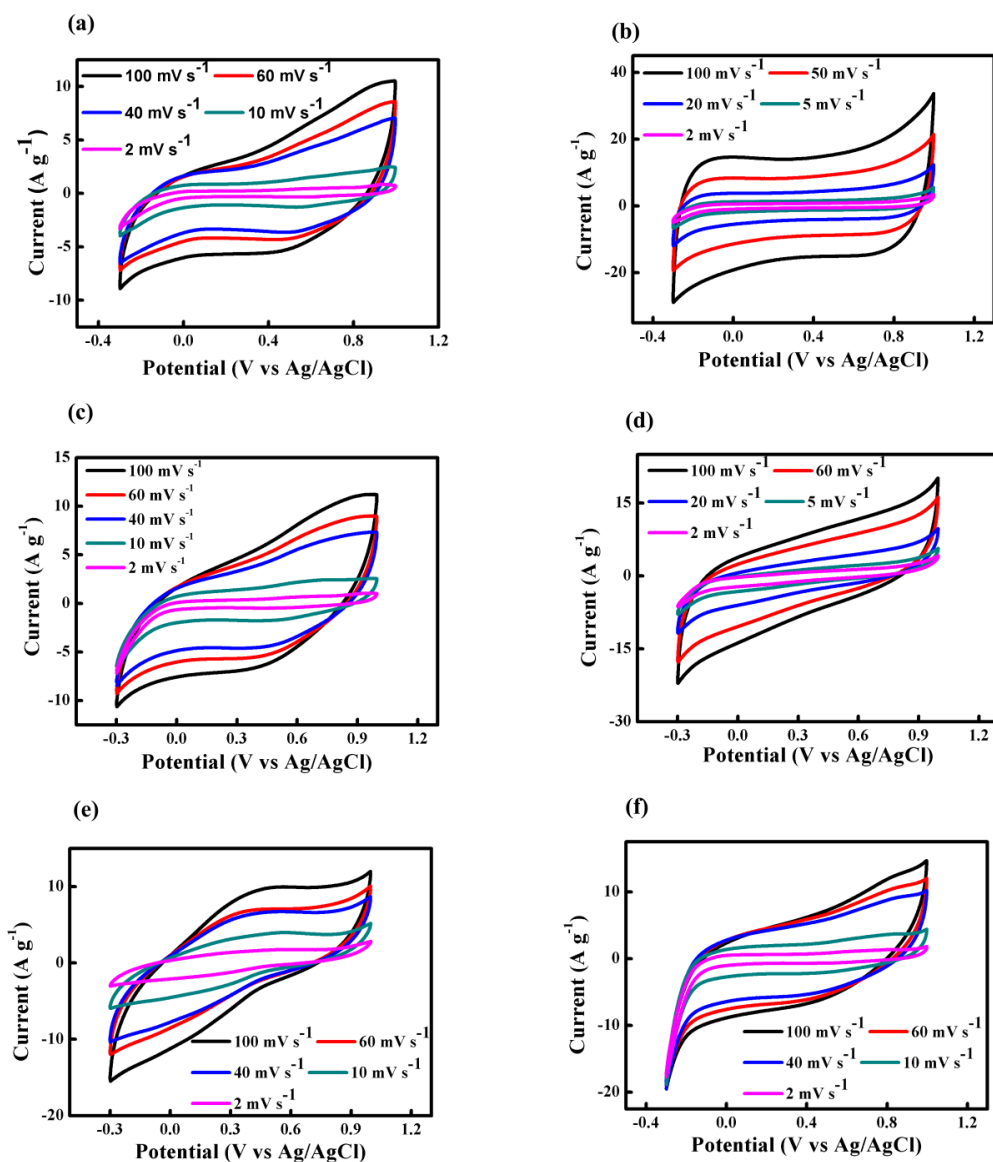 (a)
100 mV s-1 60 mV s-1
40 mV s-1 10 mV s-1
2 mV s-1
10
5
0
-5
-10
Current (A g-1)
-0.4 0.0 0.4 0.8 1.2
Potential (V vs Ag/AgCl)
(b)
100 mV s-1 50 mV s-1
20 mV s-1 5 mV s-1
2 mV s-1
40
20
0
-20
Current (A g-1)
-0.4 0.0 0.4 0.8 1.2
Potential (V vs Ag/AgCl)
(c)
100 mV s-1
60 mV s-1
40 mV s-1
10 mV s-1
2 mV s-1
15
10
5
0
-5
-10
Current (A g-1)
-0.3 0.0 0.3 0.6 0.9 1.2
Potential (V vs Ag/AgCl)
(d)
100 mV s-1 60 mV s-1
20 mV s-1 5 mV s-1
2 mV s-1
15
0
-15
-30
Current (A g-1)
-0.3 0.0 0.3 0.6 0.9 1.2
Potential (V vs Ag/AgCl)
(e)
10
0
-10
-20
Current (A g-1)
100 mV s-1 60 mV s-1
40 mV s-1 10 mV s-1
2 mV s-1
-0.3 0.0 0.3 0.6 0.9 1.2
Potential (V vs Ag/AgCl)
(f)
10
0
-10
-20
Current (A g-1)
100 mV s-1 60 mV s-1
40 mV s-1 10 mV s-1
2 mV s-1
-0.4 0.0 0.4 0.8 1.2
Potential (V vs Ag/AgCl)